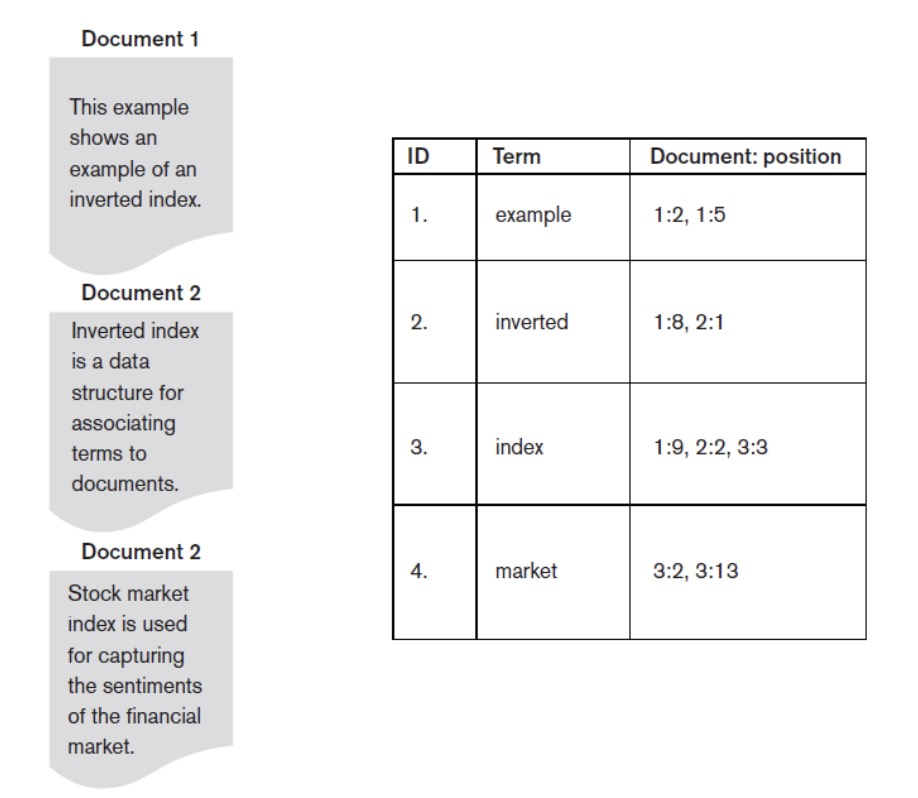 Document 1
This example
shows an
example of an
inverted index.
Document 2
Inverted index
is a data
structure for
associating
terms to
documents.
Document 2
Stock market
index is used
for capturing
the sentiments
of the financial
market.
ID Term Document: position
1. example 1:2, 1:5
2. inverted 1:8, 2:1
3. index 1:9, 2:2, 3:3
4. market 3:2, 3:13